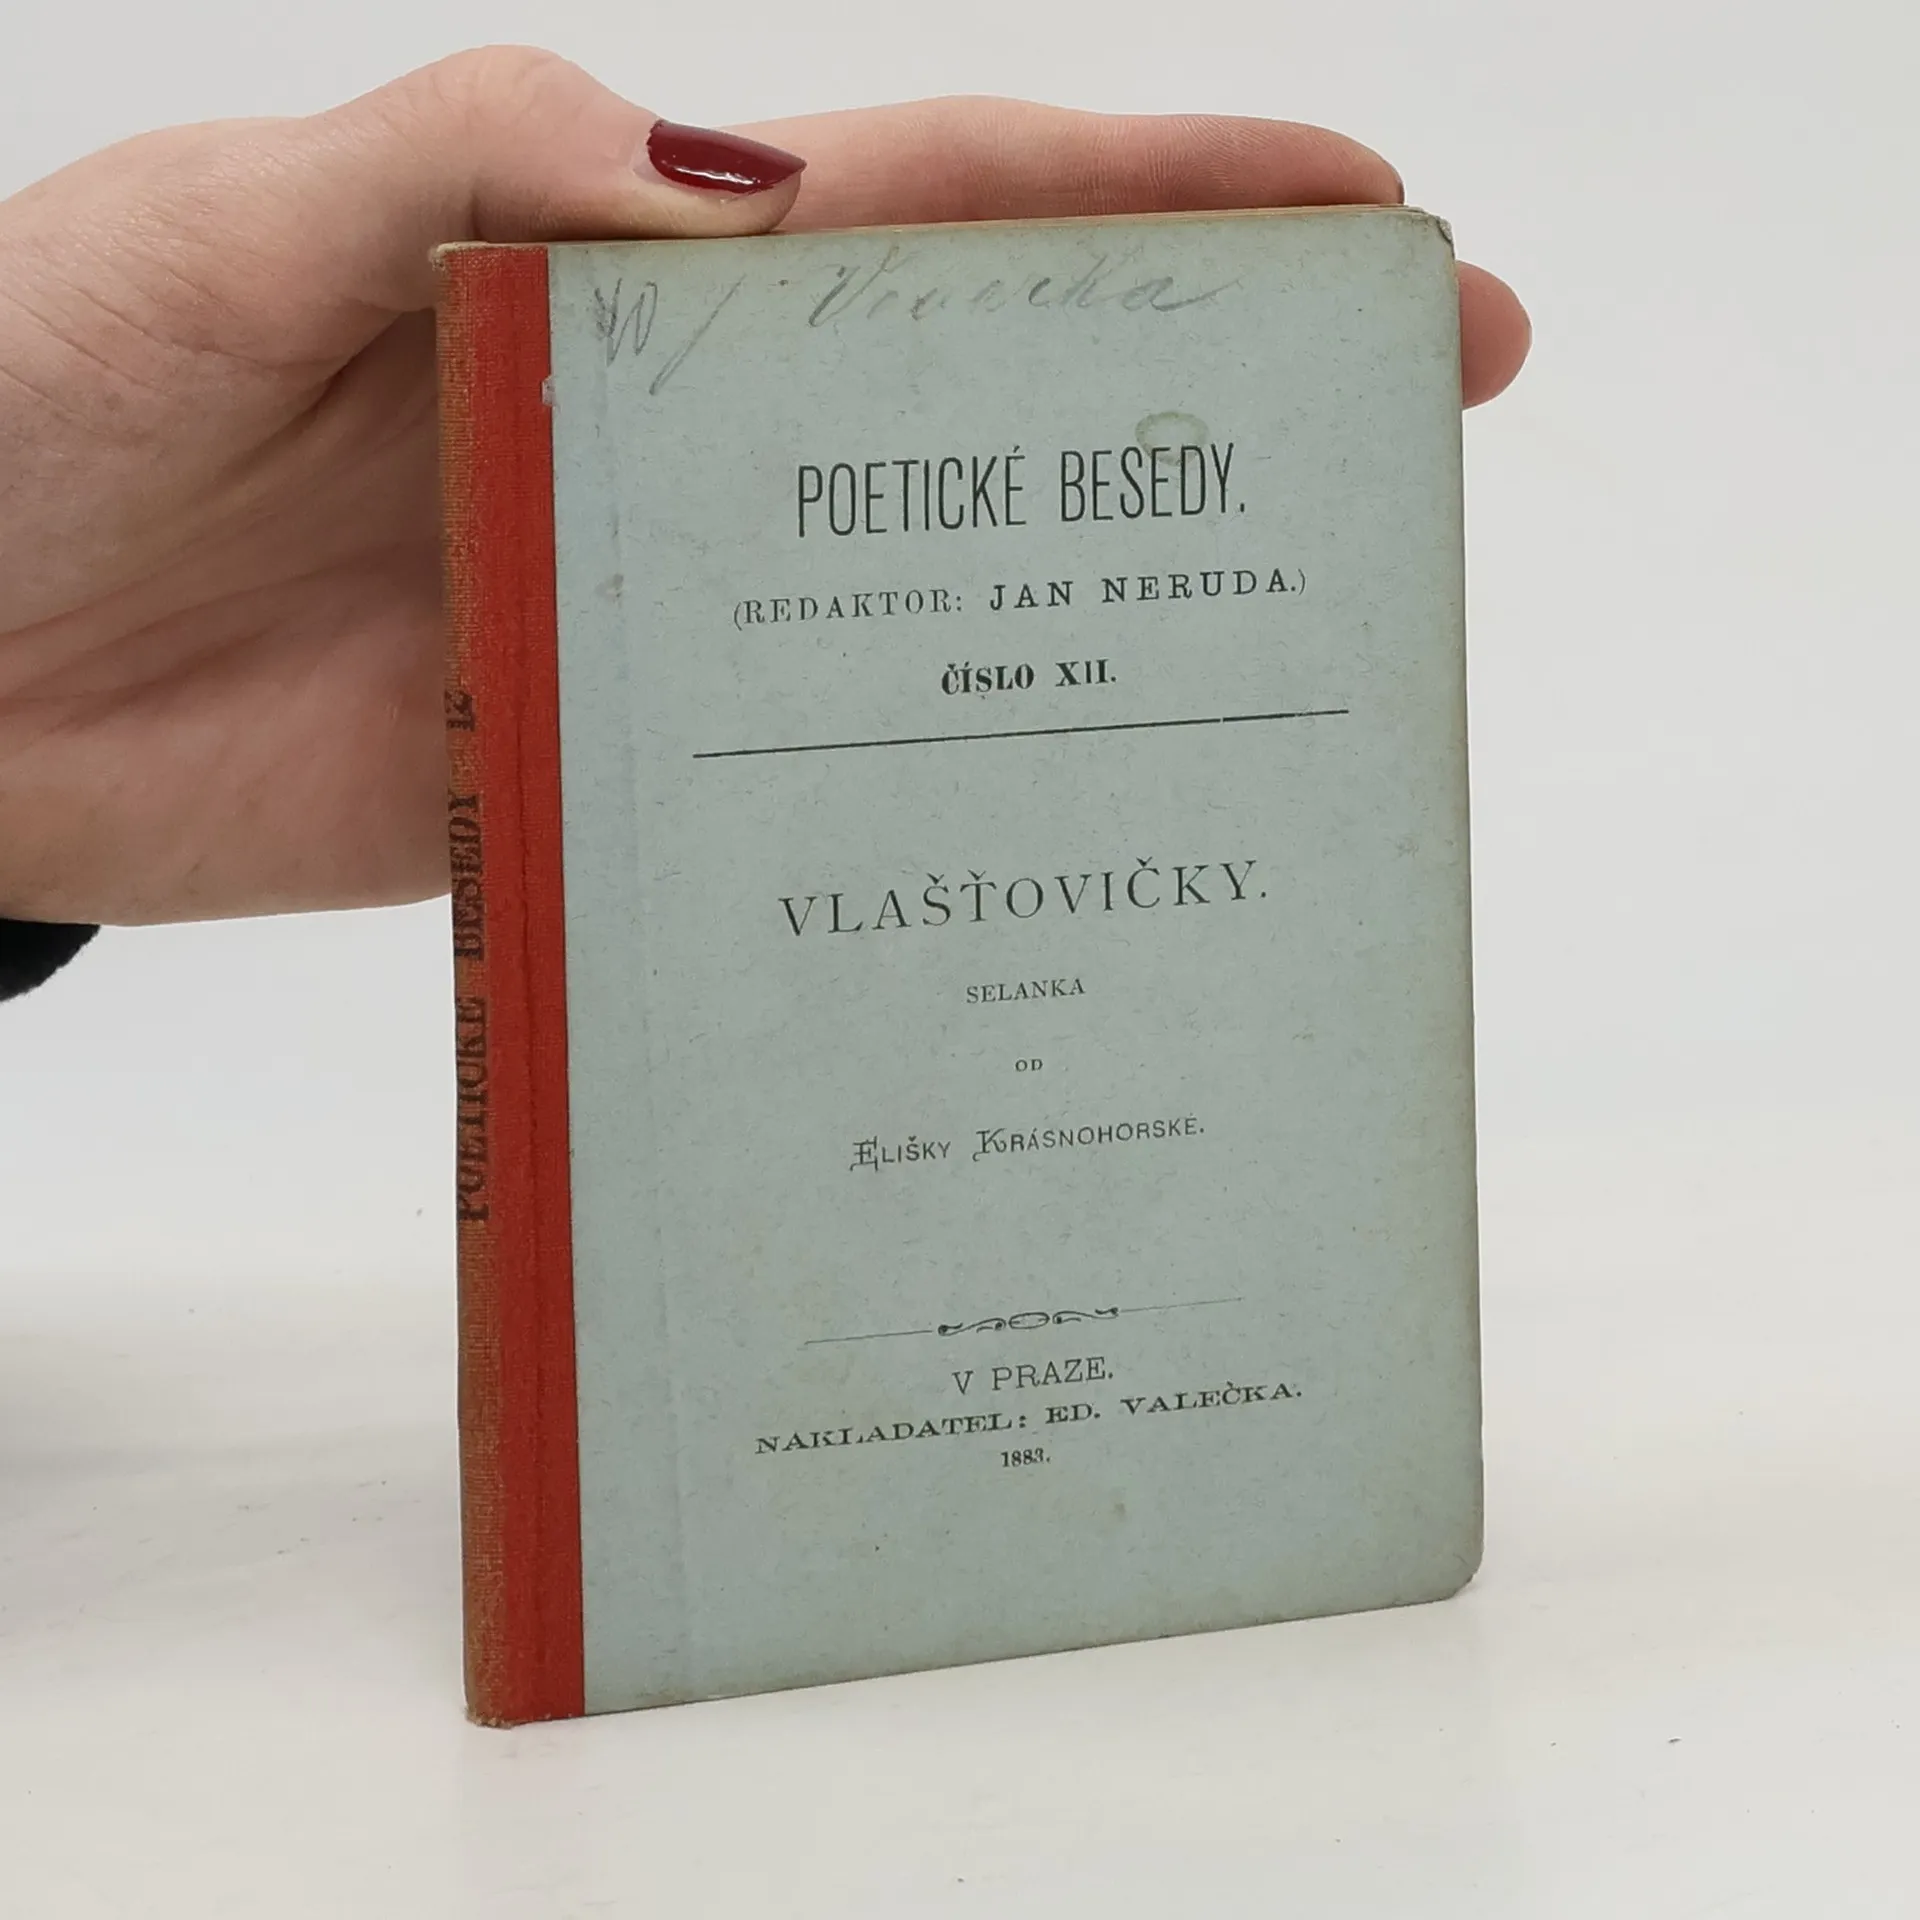 40 /
POETICKÉ BESEDY.
(REDAKTOR: JAN NERUDA.)
ČÍSLO XII.
VLAŠŤOVIČKY.
SELANKA
OD
ELIŠKY KRÁSNOHORSKÉ.
V PRAZE.
NAKLADATEL: ED. VALEČKA.
1883.
POETICKÉ BESEDY 12